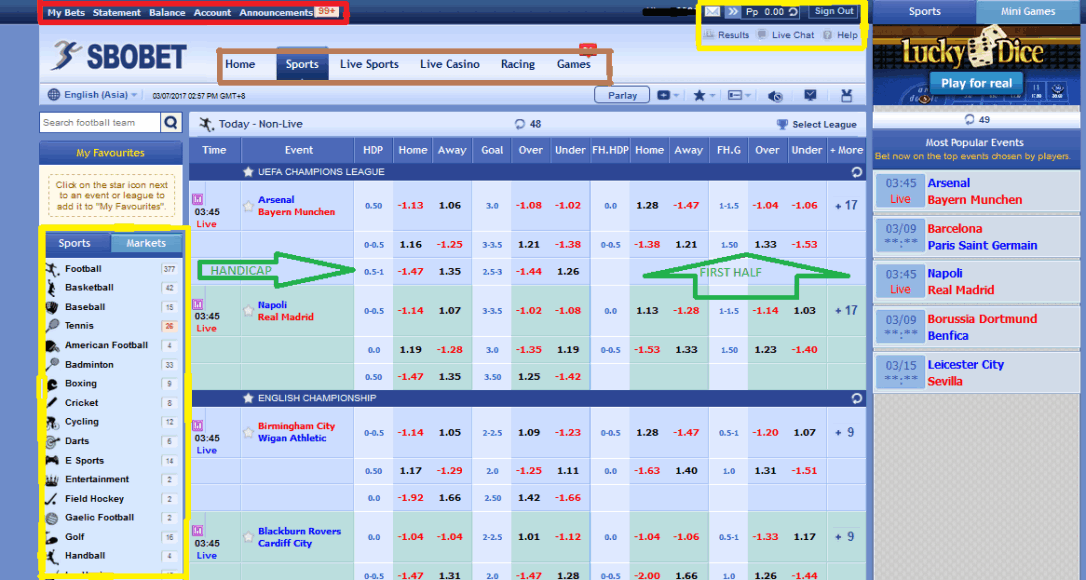 My Bets Statement Balance Account Announcements 99+
Pp 0.00 Sign Out
Results Live Chat Help
Sports Mini Games
SBOBET
Home Sports Live Sports Live Casino Racing Games
Lucky Dice
Play for real
English (Asia) 03/07/2017 02:57 PM GMT+8
Parlay
Search football team
Today - Non-Live 48 Select League
49
My Favourites
Click on the star icon next
to an event or league to
add it to "My Favourites".
Time Event HDP Home Away Goal Over Under FH.HDP Home Away FH.G Over Under + More
Most Popular Events
Bet now on the top events chosen by players.
UEFA CHAMPIONS LEAGUE
03:45 Live Arsenal Bayern Munchen 0.50 -1.13 1.06 3.0 -1.08 -1.02 0.0 1.28 -1.47 1-1.5 -1.04 -1.06 + 17
0-0.5 1.16 -1.25 3-3.5 1.21 -1.38 0-0.5 -1.38 1.21 1.50 1.33 -1.53
HANDICAP 0.5-1 -1.47 1.35 2.5-3 -1.44 1.26 FIRST HALF
03:45 Live Napoli Real Madrid 0-0.5 -1.14 1.07 3-3.5 -1.02 -1.08 0.0 1.13 -1.28 1-1.5 -1.14 1.03 + 17
0.0 1.19 -1.28 3.0 -1.35 1.19 0-0.5 -1.53 1.33 1.50 1.23 -1.40
0.50 -1.47 1.35 3.50 1.25 -1.42
ENGLISH CHAMPIONSHIP
03:45 Live Birmingham City Wigan Athletic 0-0.5 -1.14 1.05 2-2.5 1.09 -1.23 0-0.5 1.28 -1.47 0.5-1 -1.20 1.07 + 9
0.50 1.17 -1.29 2.0 -1.25 1.11 0.0 -1.63 1.40 1.0 1.31 -1.51
0.0 -1.92 1.66 2.50 1.42 -1.66
03:45 Live Blackburn Rovers Cardiff City 0.0 -1.04 -1.04 2-2.5 1.01 -1.12 0.0 -1.04 -1.06 0.5-1 -1.33 1.17 + 9
0-0.5 -1.47 1.31 2.0 -1.47 1.28 0-0.5 -2.00 1.66 1.0 1.26 -1.44
Sports Markets
Football 377
Basketball 42
Baseball 15
Tennis 26
American Football 4
Badminton 33
Boxing 9
Cricket 8
Cycling 12
Darts 6
E Sports 14
Entertainment 2
Field Hockey 2
Gaelic Football 2
Golf 16
Handball 4
03:45 Arsenal
Live Bayern Munchen
03/09 Barcelona
**:** Paris Saint Germain
03:45 Napoli
Live Real Madrid
03/09 Borussia Dortmund
**:** Benfica
03/15 Leicester City
**:** Sevilla